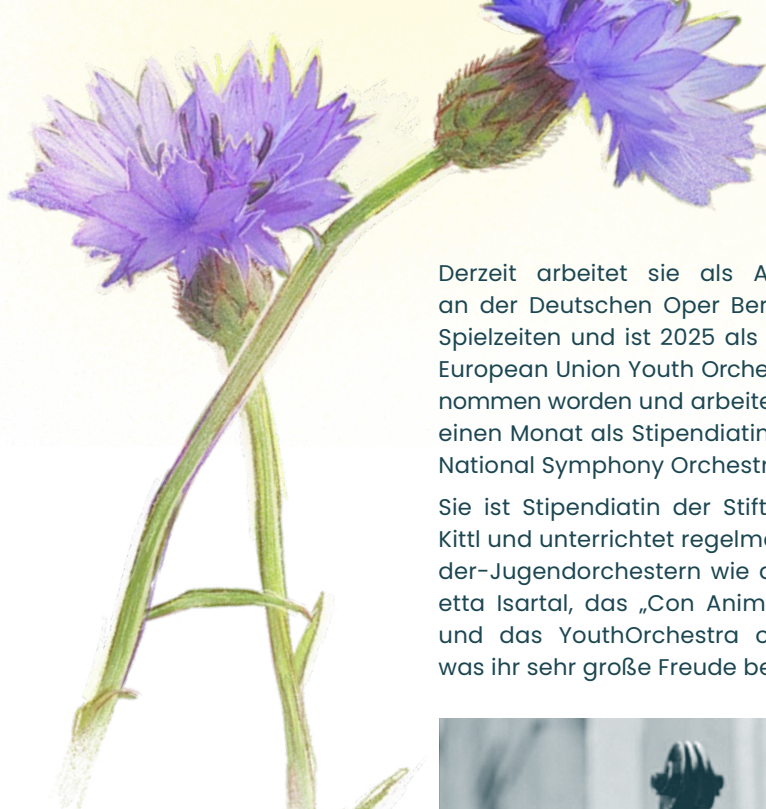 Derzeit arbeitet sie als
an der Deutschen Oper
Spielzeiten und ist 2025 als
European Union Youth
nommen worden und
einen Monat als Stipendiatin
National Symphony
Sie ist Stipendiatin der
Kittl und unterrichtet
der-Jugendorchestern wie
etta Isartal, das „Con
und das YouthOrchestra
was ihr sehr große Freude